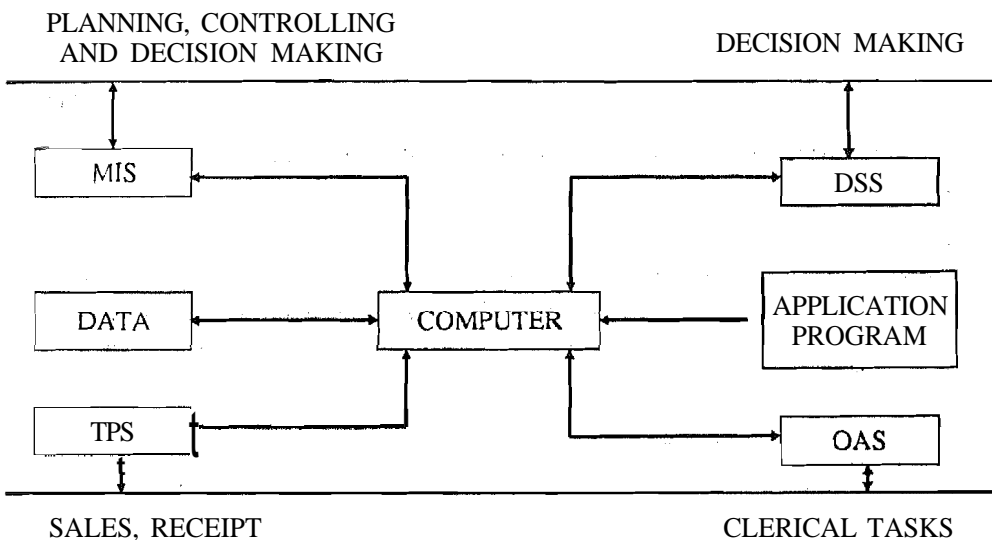 PLANNING, CONTROLLING
AND DECISION MAKING
DECISION MAKING
MIS
DSS
DATA
COMPUTER
APPLICATION
PROGRAM
TPS
OAS
SALES, RECEIPT
CLERICAL TASKS